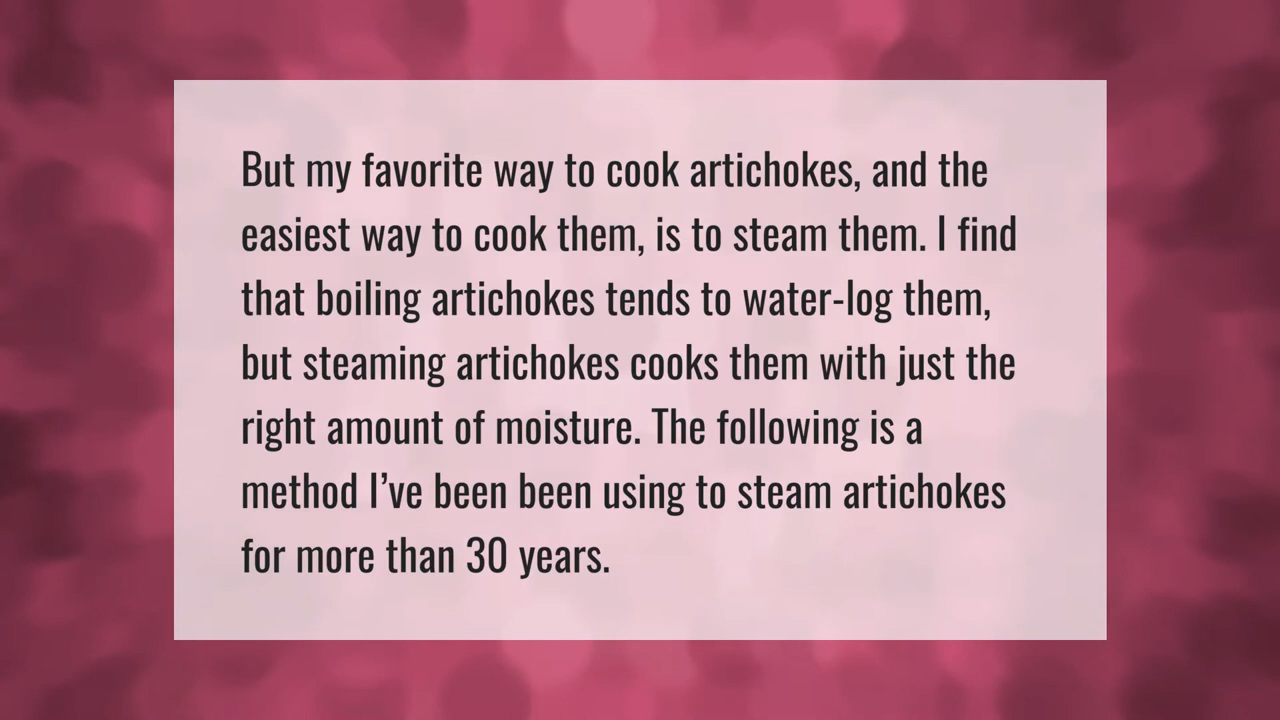 But my favorite way to cook artichokes, and the
easiest way to cook them, is to steam them. I find
that boiling artichokes tends to water-log them,
but steaming artichokes cooks them with just the
right amount of moisture. The following is a
method I’ve been been using to steam artichokes
for more than 30 years.